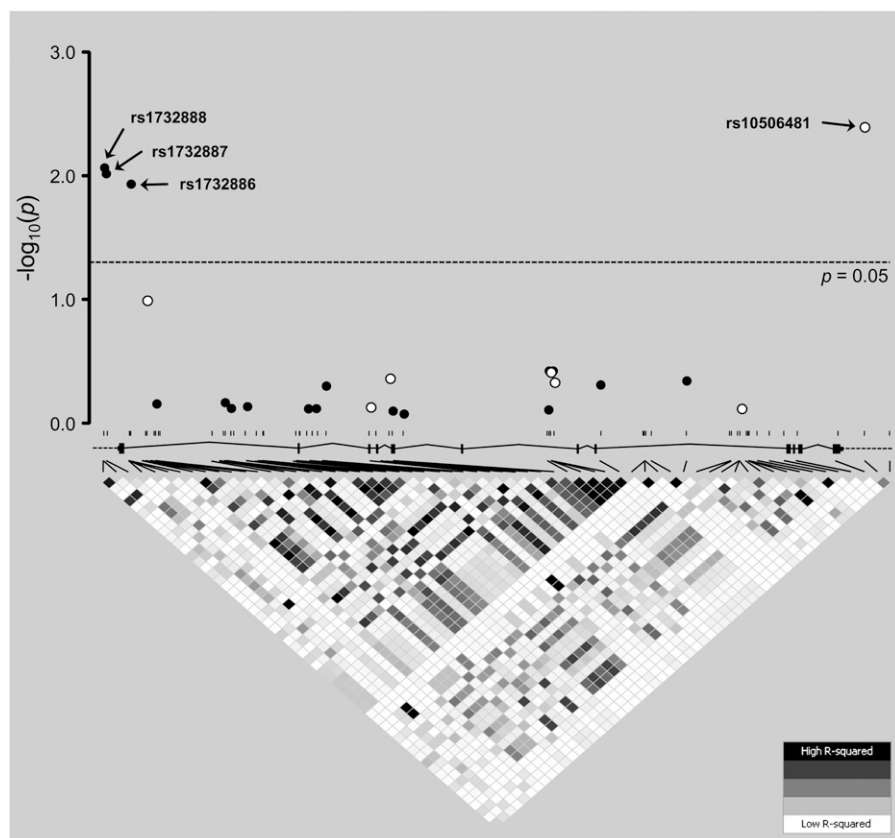 3.0
rs1732888
rs10506481
rs1732887
2.0
rs1732886
-log10(p)
p = 0.05
1.0
0.0
High R-squared
Low R-squared